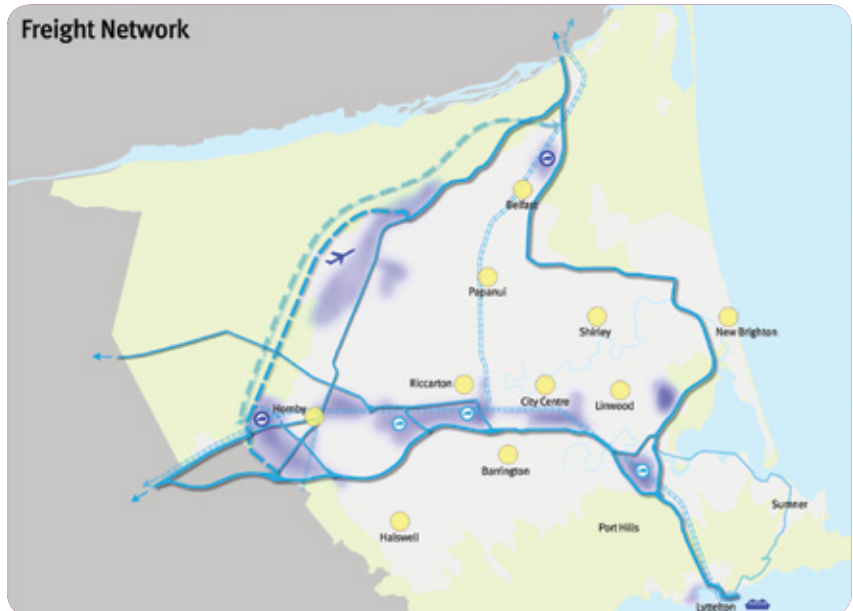 Freight Network
Belfast
Papanui
Shirley
New Brighton
Riccarton
City Centre
Linwood
Hornby
Barrington
Sumner
Halswell
Port Hills
Lyttelton